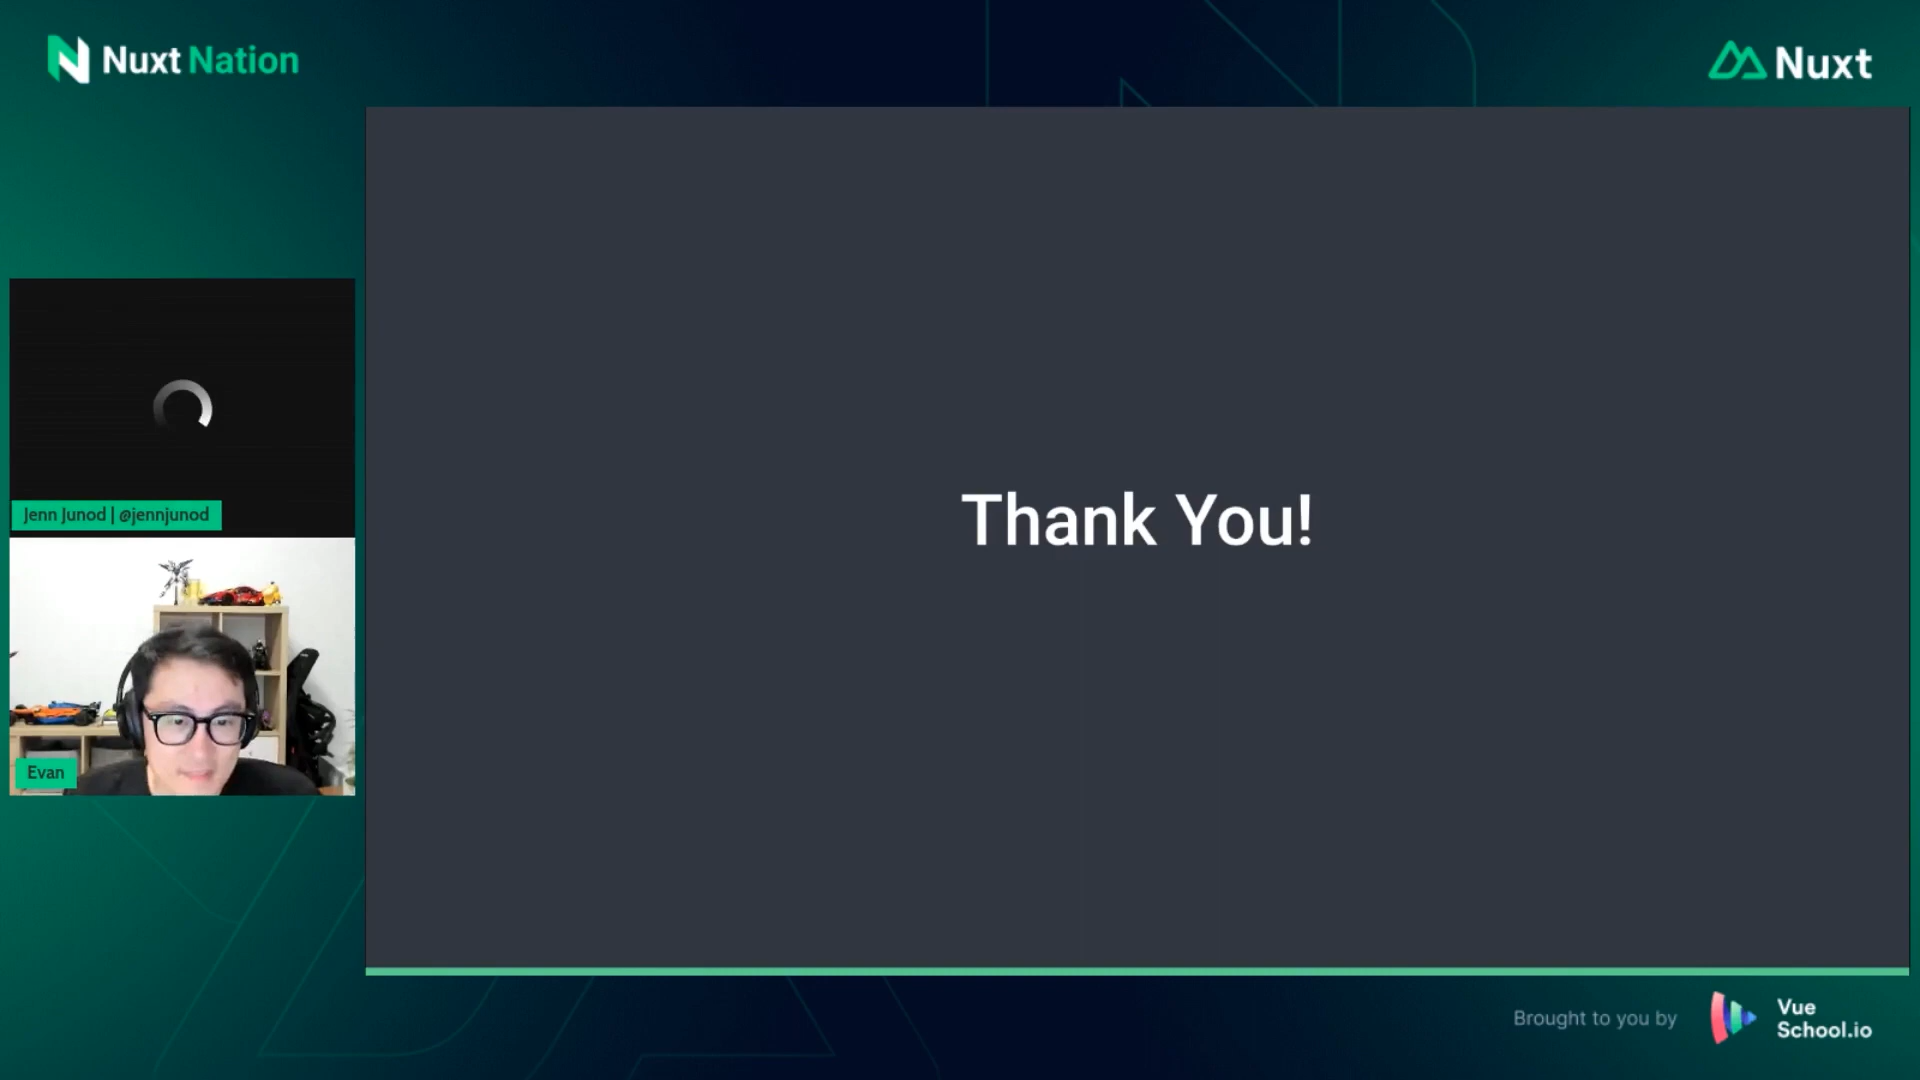 Nuxt Nation
Nuxt
Jenn Junod | @jennjunod
Thank You!
Evan
Brought to you by
Vue
School.io